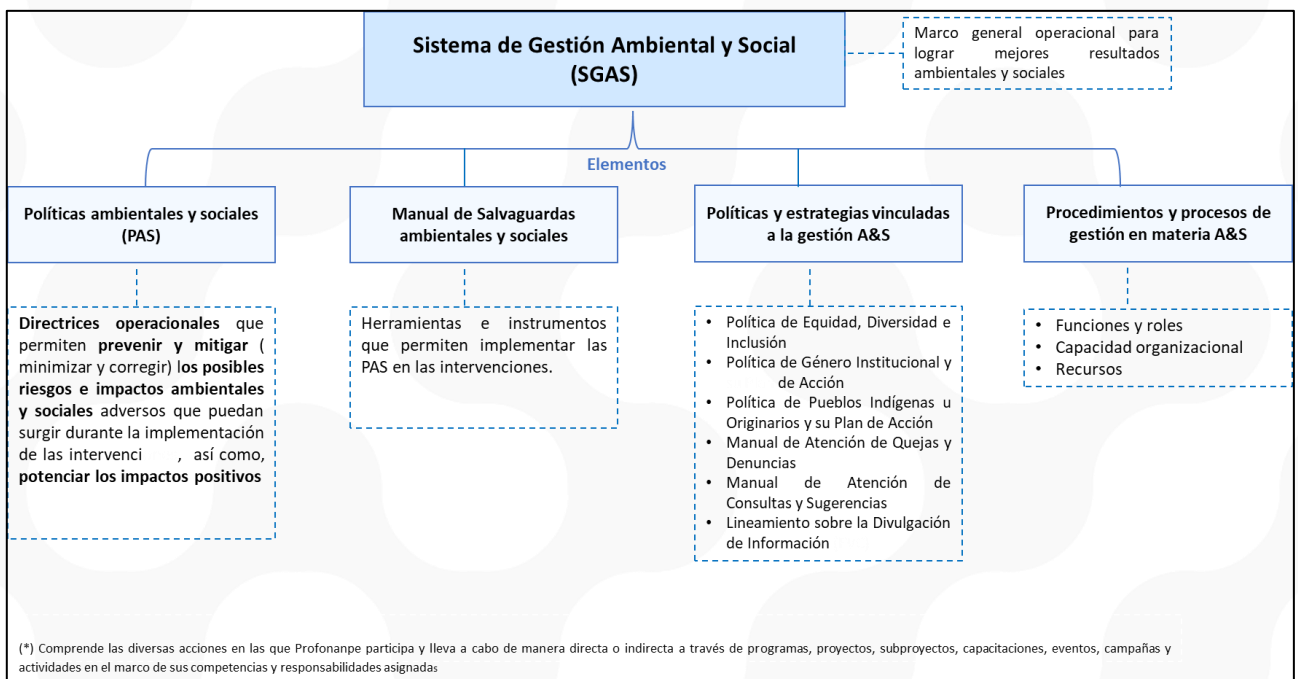 Sistema de Gestión Ambiental y Social
(SGAS)
Marco general operacional para
lograr mejores resultados
ambientales y sociales
Elementos
Políticas ambientales y sociales
(PAS)
Manual de Salvaguardas
ambientales y sociales
Políticas y estrategias vinculadas
a la gestión A&S
Procedimientos y procesos de
gestión en materia A&S
Directrices operacionales que
permiten prevenir y mitigar (
minimizar y corregir) los posibles
riesgos e impactos ambientales
y sociales adversos que puedan
surgir durante la implementación
de las intervenci , así como,
potenciar los impactos positivos
Herramientas e instrumentos
que permiten implementar las
PAS en las intervenciones.
• Política de Equidad, Diversidad e
Inclusión
• Política de Género Institucional y
de Acción
• Política de Pueblos Indígenas u
Originarios y su Plan de Acción
• Manual de Atención de Quejas y
Denuncias
• Manual de Atención de
Consultas y Sugerencias
• Lineamiento sobre la Divulgación
de Información
• Funciones y roles
• Capacidad organizacional
• Recursos
(*) Comprende las diversas acciones en las que Profonanpe participa y lleva a cabo de manera directa o indirecta a través de programas, proyectos, subproyectos, capacitaciones, eventos, campañas y
actividades en el marco de sus competencias y responsabilidades asignadas